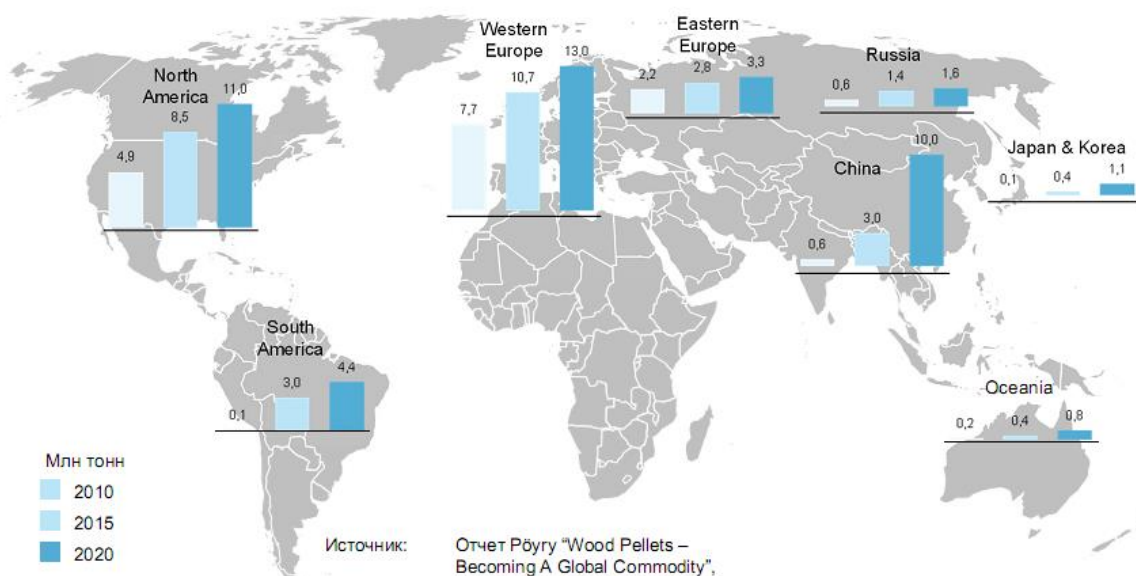 North
America
4,9
8,5
11,0
Western
Europe
7,7
10,7
13,0
Eastern
Europe
2,2
2,8
3,3
Russia
0,6
1,4
1,6
China
0,6
3,0
10,0
Japan & Korea
0,1
0,4
1,1
South
America
0,1
3,0
4,4
Oceania
0,2
0,4
0,8
Млн тонн
2010
2015
2020
Источник:
Отчет Pöyry “Wood Pellets –
Becoming A Global Commodity”,